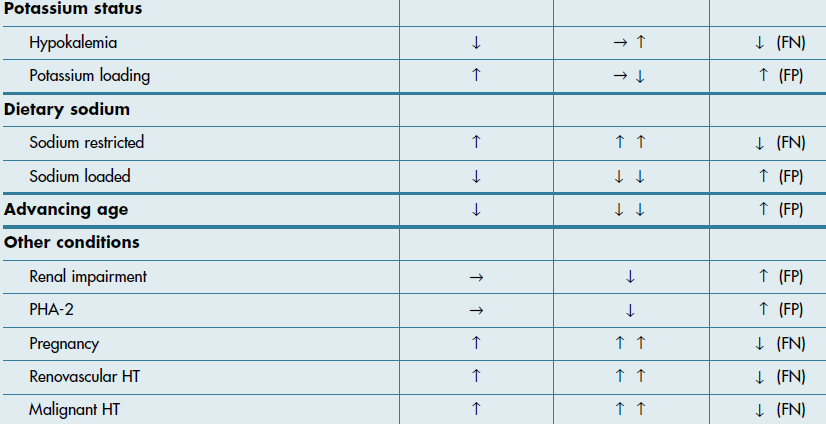 Potassium status
Hypokalemia ↓ → ↑ ↓ (FN)
Potassium loading ↑ → ↓ ↑ (FP)
Dietary sodium
Sodium restricted ↑ ↑ ↑ ↓ (FN)
Sodium loaded ↓ ↓ ↓ ↑ (FP)
Advancing age ↓ ↓ ↓ ↑ (FP)
Other conditions
Renal impairment → ↓ ↑ (FP)
PHA-2 → ↓ ↑ (FP)
Pregnancy ↑ ↑ ↑ ↓ (FN)
Renovascular HT ↑ ↑ ↑ ↓ (FN)
Malignant HT ↑ ↑ ↑ ↓ (FN)